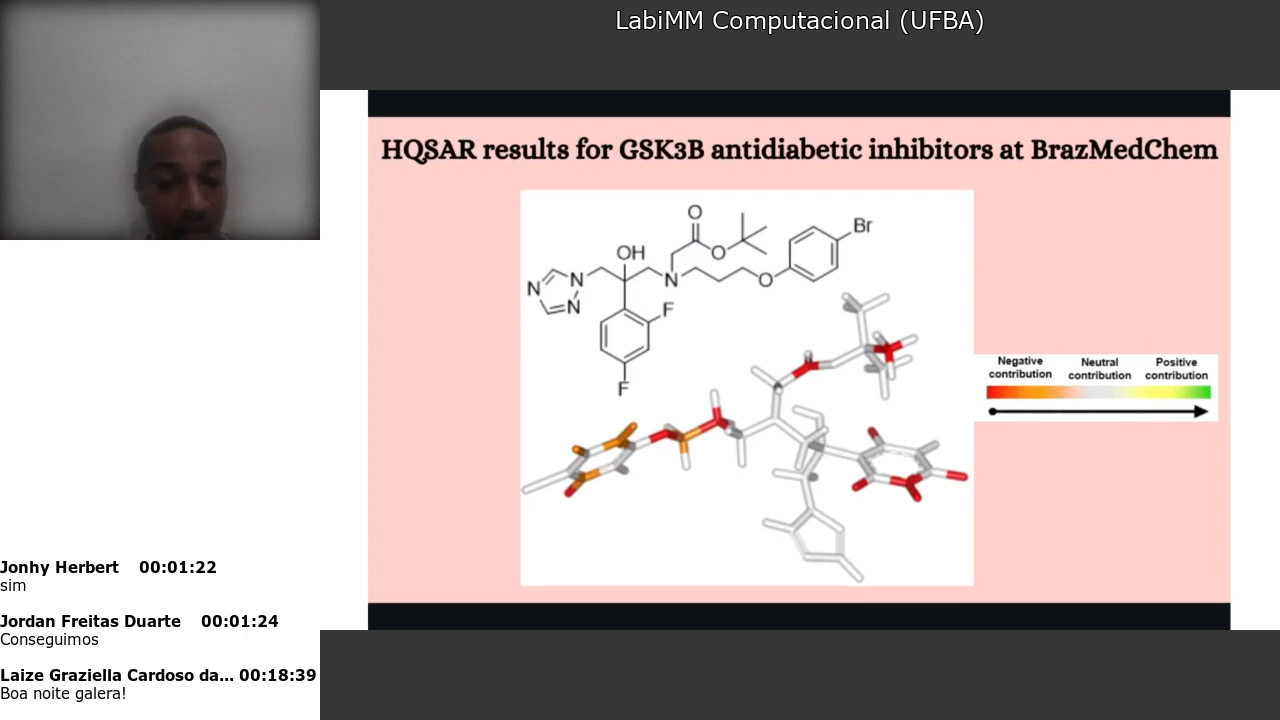 LabiMM Computacional (UFBA)
HQSAR results for GSK3B antidiabetic inhibitors at BrazMedChem
O
OH
O
Br
N
N
O
N
N
F
F
Negative contribution
Neutral contribution
Positive contribution
Jonhy Herbert 00:01:22
sim
Jordan Freitas Duarte 00:01:24
Conseguimos
Laize Graziella Cardoso da... 00:18:39
Boa noite galera!